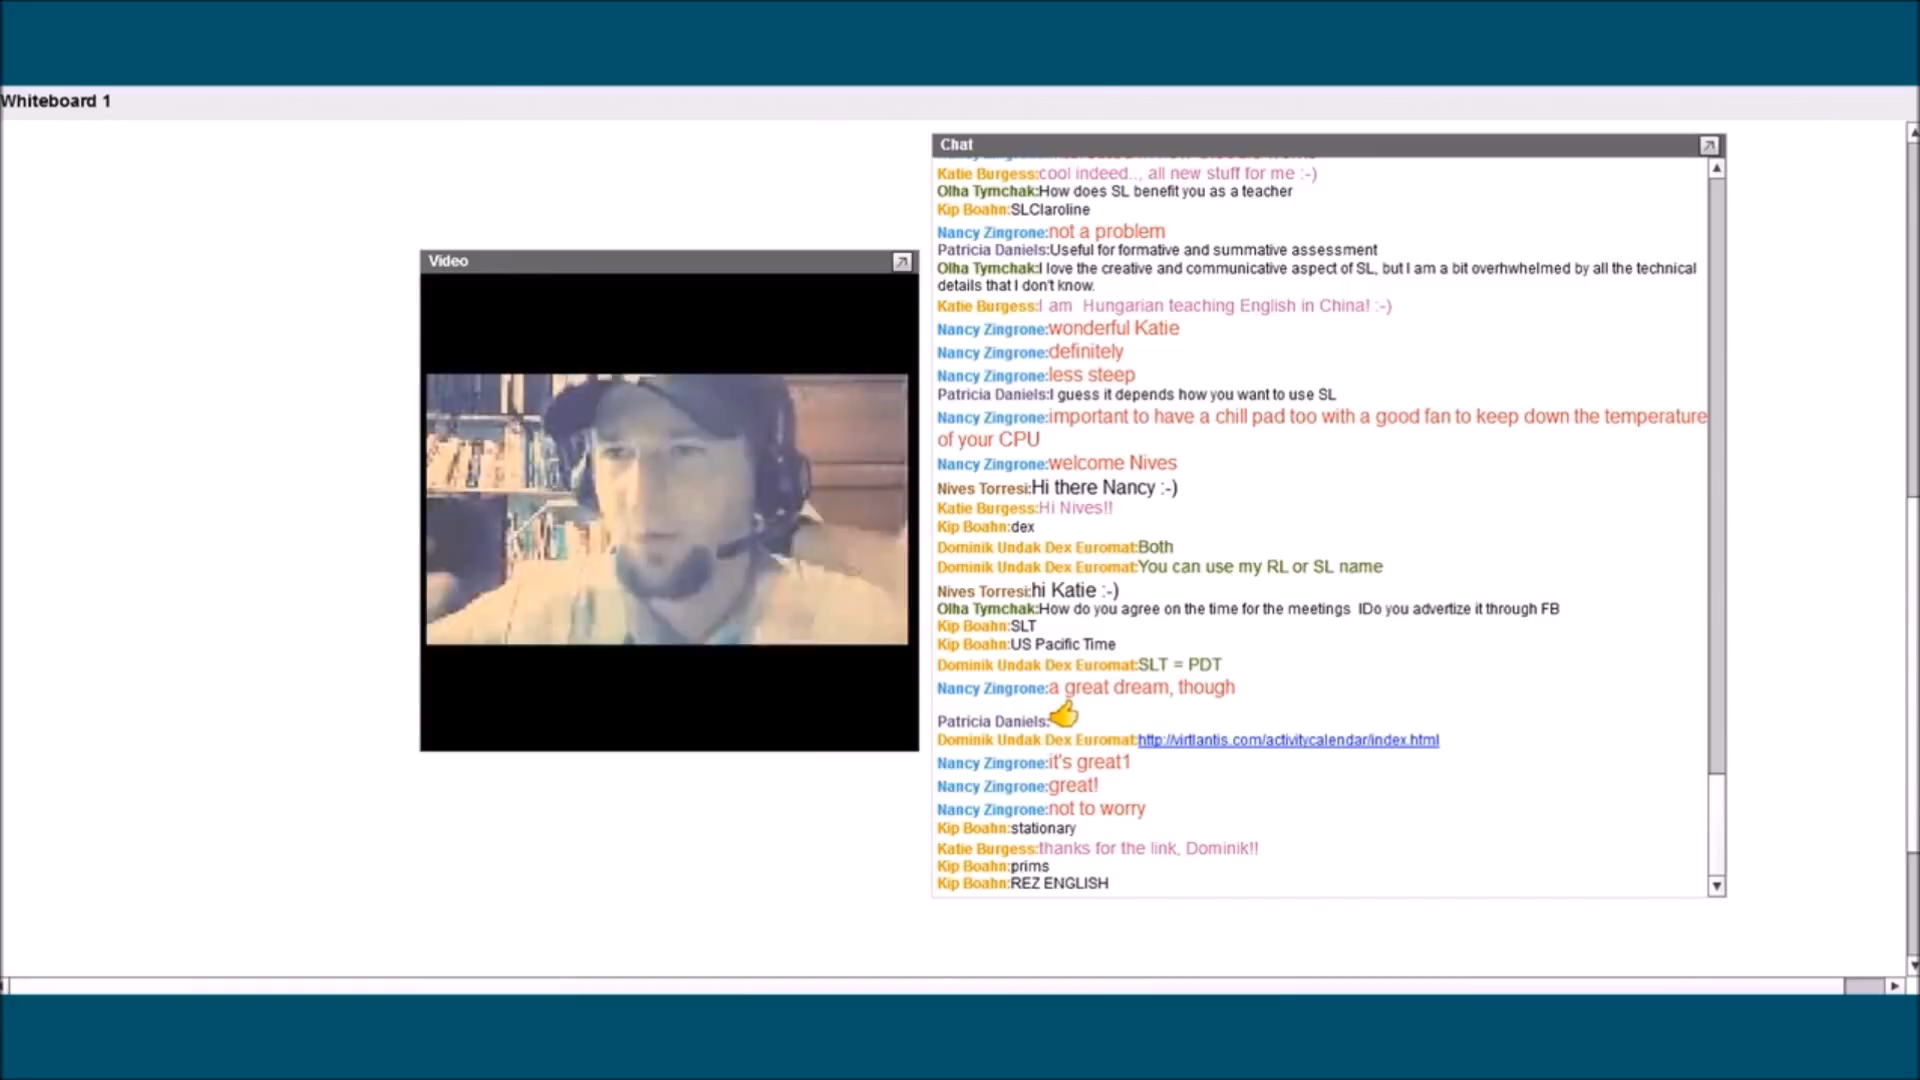 Whiteboard 1
Video
Chat
Katie Burgess:cool indeed.., all new stuff for me :-)
Olha Tymchak:How does SL benefit you as a teacher
Kip Boahn:SLClaroline
Nancy Zingrone:not a problem
Patricia Daniels:Useful for formative and summative assessment
Olha Tymchak:I love the creative and communicative aspect of SL, but I am a bit overhwhelmed by all the technical
details that I don't know.
Katie Burgess:I am  Hungarian teaching English in China! :-)
Nancy Zingrone:wonderful Katie
Nancy Zingrone:definitely
Nancy Zingrone:less steep
Patricia Daniels:I guess it depends how you want to use SL
Nancy Zingrone:important to have a chill pad too with a good fan to keep down the temperature
of your CPU
Nancy Zingrone:welcome Nives
Nives Torresi:Hi there Nancy :-)
Katie Burgess:Hi Nives!!
Kip Boahn:dex
Dominik Undak Dex Euromat:Both
Dominik Undak Dex Euromat:You can use my RL or SL name
Nives Torresi:hi Katie :-)
Olha Tymchak:How do you agree on the time for the meetings  IDo you advertize it through FB
Kip Boahn:SLT
Kip Boahn:US Pacific Time
Dominik Undak Dex Euromat:SLT = PDT
Nancy Zingrone:a great dream, though
Patricia Daniels:
Dominik Undak Dex Euromat:http://virtlantis.com/activitycalendar/index.html
Nancy Zingrone:it's great1
Nancy Zingrone:great!
Nancy Zingrone:not to worry
Kip Boahn:stationary
Katie Burgess:thanks for the link, Dominik!!
Kip Boahn:prims
Kip Boahn:REZ ENGLISH